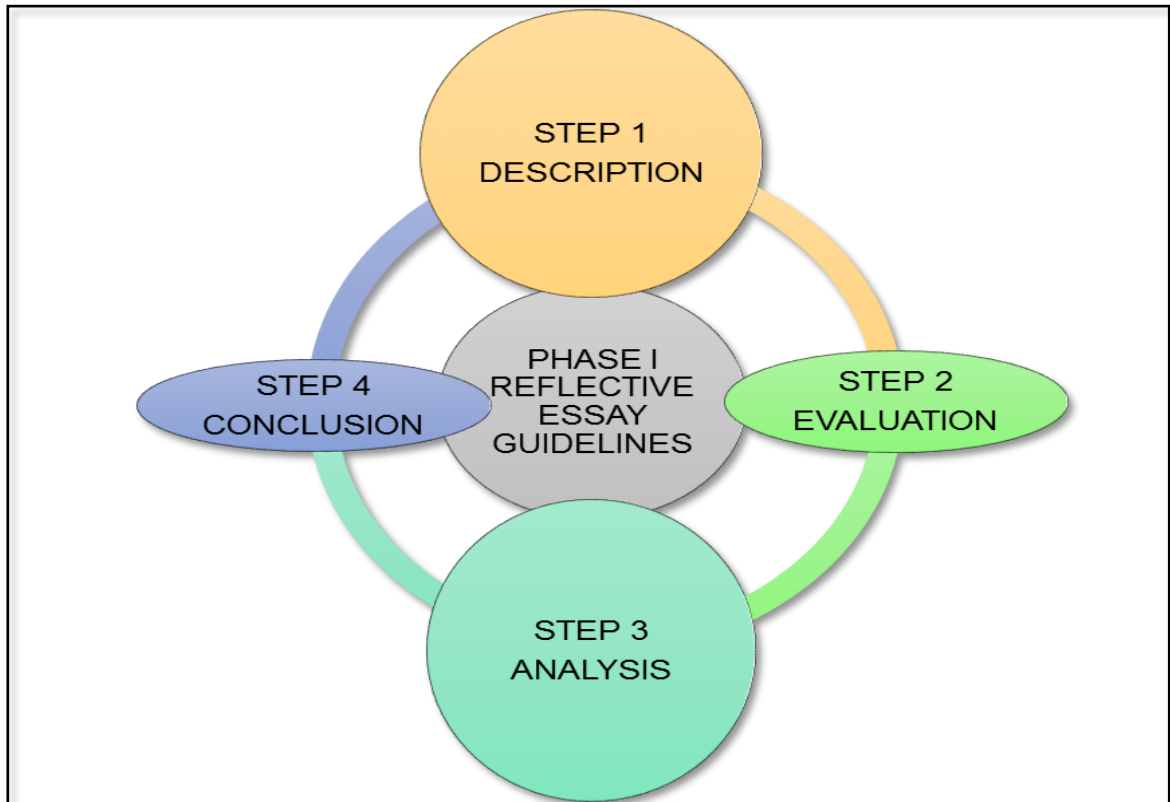 STEP 1
DESCRIPTION
STEP 2
EVALUATION
STEP 3
ANALYSIS
STEP 4
CONCLUSION
PHASE I
REFLECTIVE
ESSAY
GUIDELINES